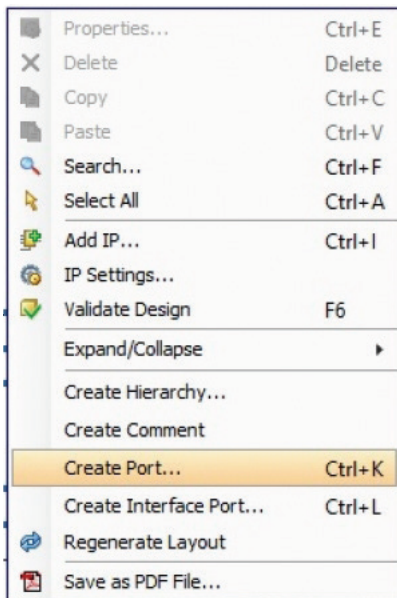 Properties... Ctrl+E
Delete Delete
Copy Ctrl+C
Paste Ctrl+V
Search... Ctrl+F
Select All Ctrl+A
Add IP... Ctrl+I
IP Settings...
Validate Design F6
Expand/Collapse
Create Hierarchy...
Create Comment
Create Port... Ctrl+K
Create Interface Port... Ctrl+L
Regenerate Layout
Save as PDF File...